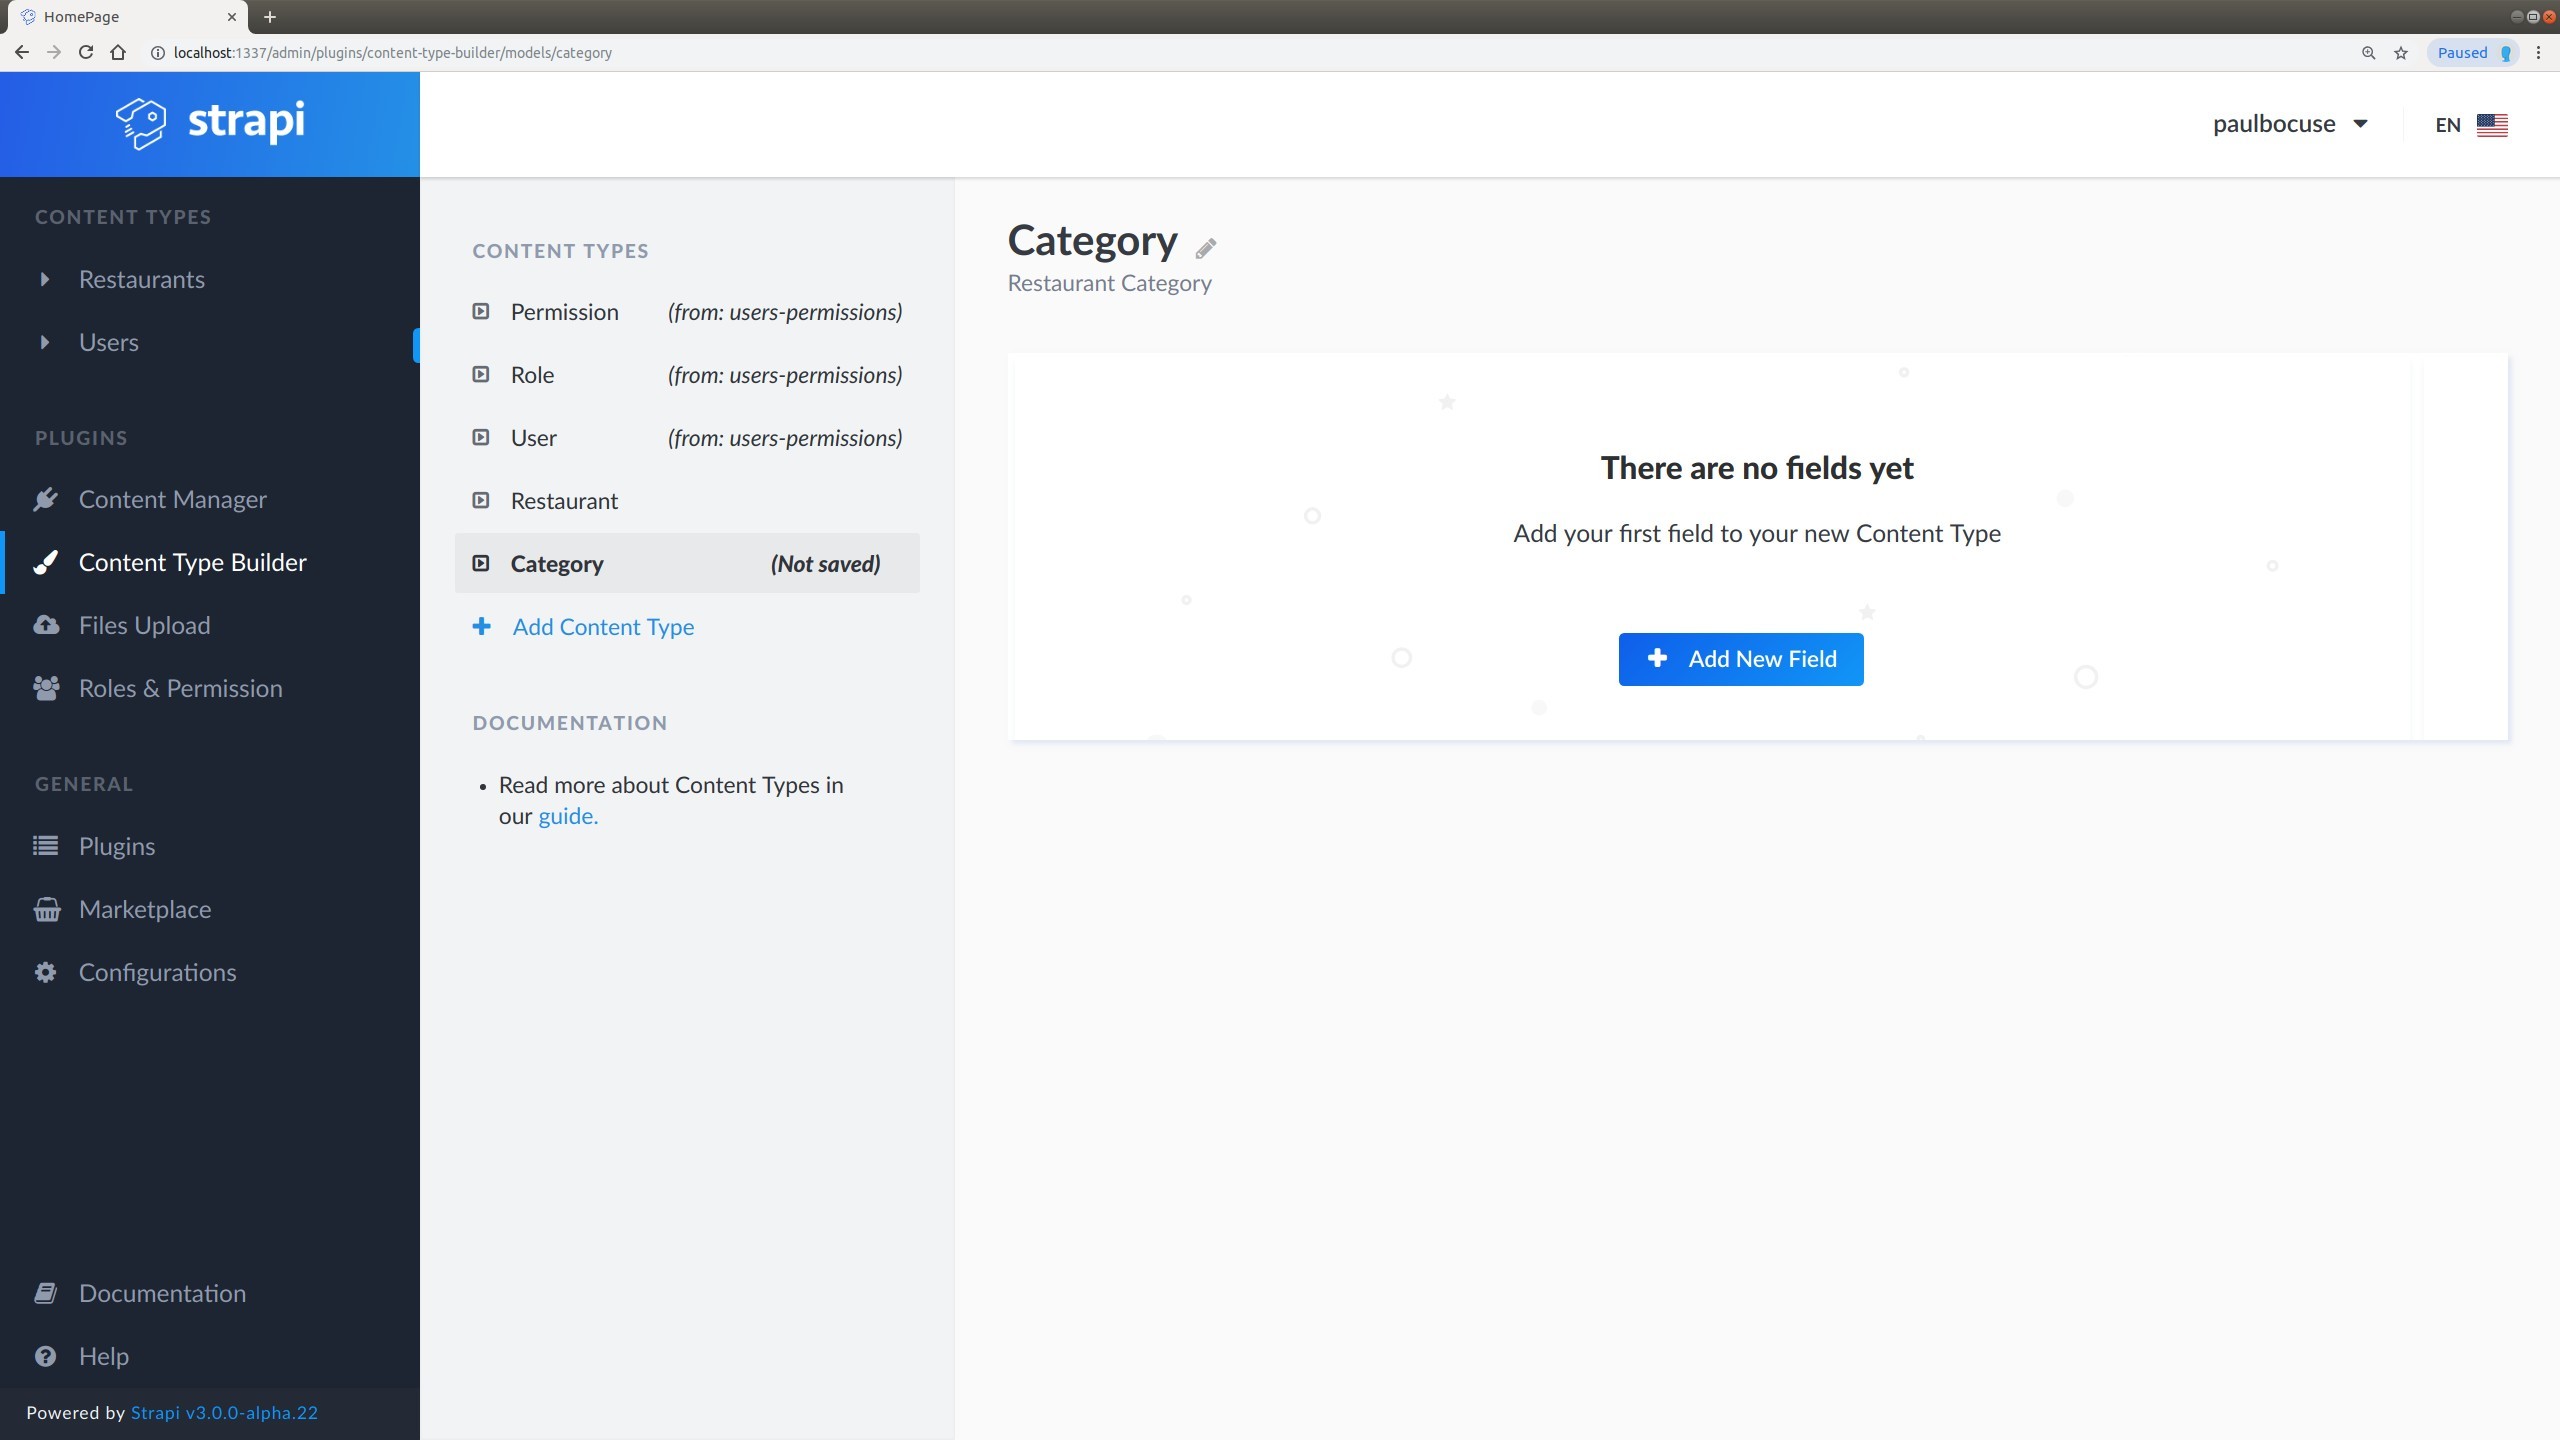 HomePage
localhost:1337/admin/plugins/content-type-builder/models/category
Paused
strapi
paulbocuse
EN
CONTENT TYPES
Restaurants
Users
PLUGINS
Content Manager
Content Type Builder
Files Upload
Roles & Permission
GENERAL
Plugins
Marketplace
Configurations
Documentation
Help
Powered by Strapi v3.0.0-alpha.22
CONTENT TYPES
Permission (from: users-permissions)
Role (from: users-permissions)
User (from: users-permissions)
Restaurant
Category (Not saved)
Add Content Type
DOCUMENTATION
Read more about Content Types in
our guide.
Category
Restaurant Category
There are no fields yet
Add your first field to your new Content Type
Add New Field